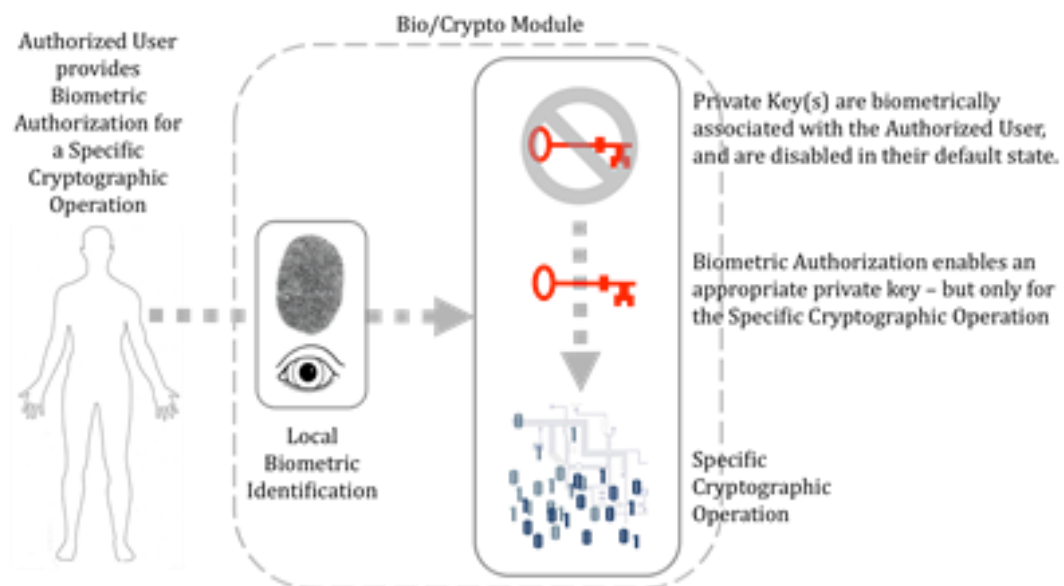 Bio/Crypto Module
Authorized User
provides
Biometric
Authorization for
a Specific
Cryptographic
Operation
Private Key(s) are biometrically
associated with the Authorized User,
and are disabled in their default state.
Biometric Authorization enables an
appropriate private key – but only for
the Specific Cryptographic Operation
Local
Biometric
Identification
Specific
Cryptographic
Operation